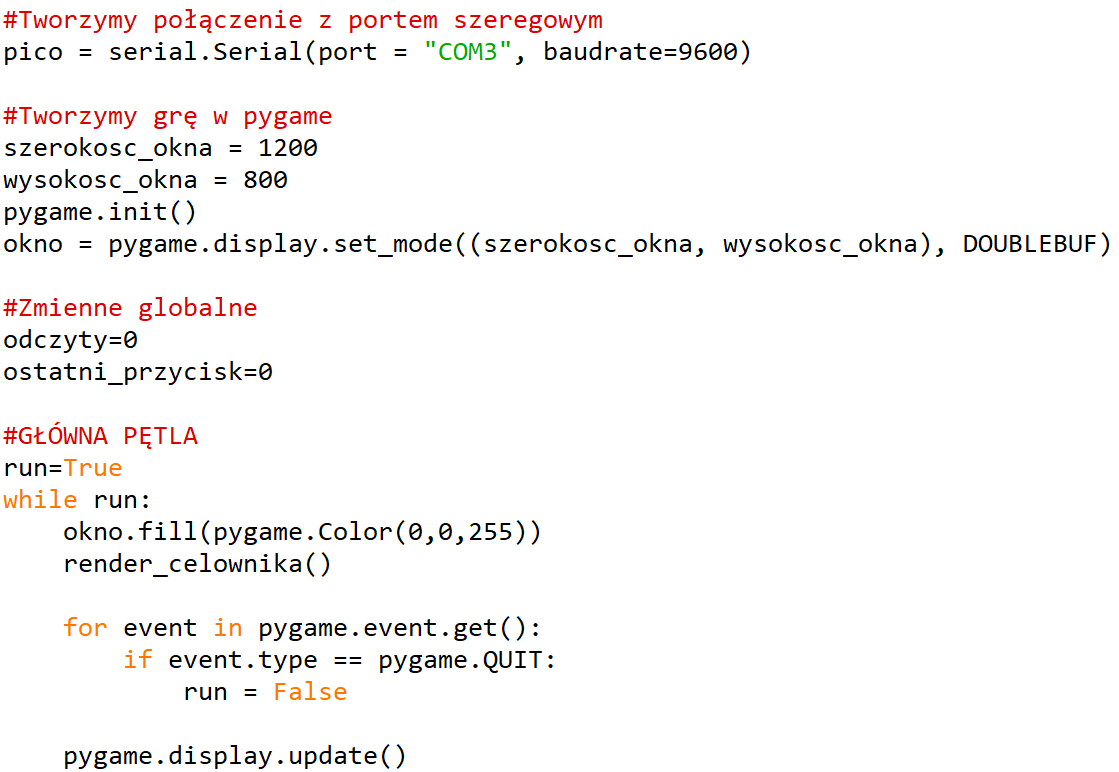 #Tworzymy połączenie z portem szeregowym
pico = serial.Serial(port = "COM3", baudrate=9600)

#Tworzymy grę w pygame
szerokosc_okna = 1200
wysokosc_okna = 800
pygame.init()
okno = pygame.display.set_mode((szerokosc_okna, wysokosc_okna), DOUBLEBUF)

#Zmienne globalne
odczyty=0
ostatni_przycisk=0

#GŁÓWNA PĘTLA
run=True
while run:
    okno.fill(pygame.Color(0,0,255))
    render_celownika()

    for event in pygame.event.get():
        if event.type == pygame.QUIT:
            run = False

    pygame.display.update()